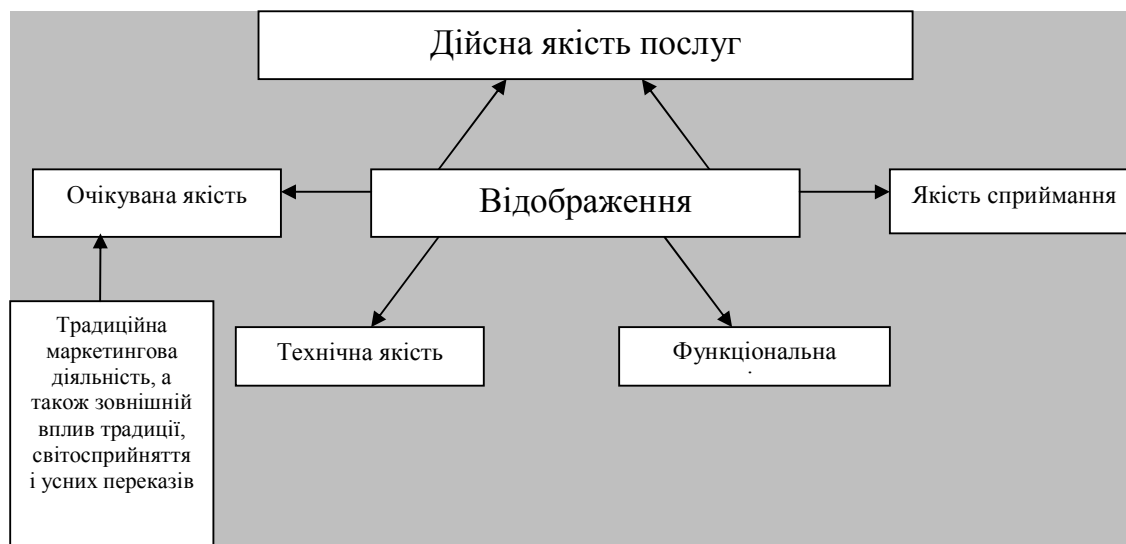 Дійсна якість послуг
Очікувана якість
Відображення
Якість сприймання
Традиційна
маркетингова
діяльність, а
також зовнішній
вплив традиції,
світосприйняття
і усних переказів
Технічна якість
Функціональна